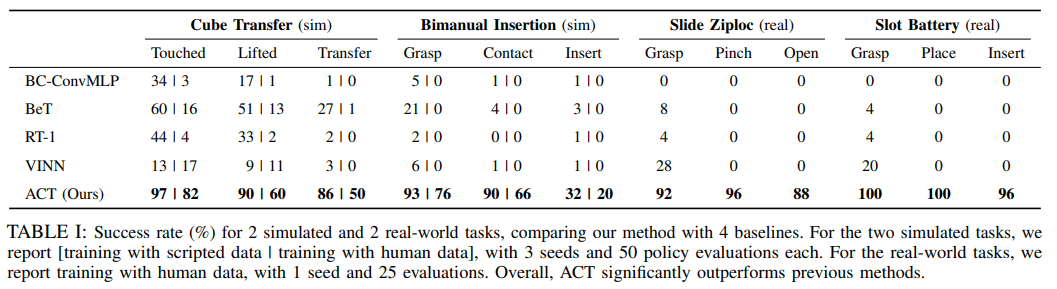 Cube Transfer (sim) Bimanual Insertion (sim) Slide Ziploc (real) Slot Battery (real)
Touched Lifted Transfer Grasp Contact Insert Grasp Pinch Open Grasp Place Insert
BC-ConvMLP 34 | 3 17 | 1 1 | 0 5 | 0 1 | 0 1 | 0 0 0 0 0 0 0
BeT 60 | 16 51 | 13 27 | 1 21 | 0 4 | 0 3 | 0 8 0 0 4 0 0
RT-1 44 | 4 33 | 2 2 | 0 2 | 0 0 | 0 1 | 0 4 0 0 4 0 0
VINN 13 | 17 9 | 11 3 | 0 6 | 0 1 | 0 1 | 0 28 0 0 20 0 0
ACT (Ours) 97 | 82 90 | 60 86 | 50 93 | 76 90 | 66 32 | 20 92 96 88 100 100 96
TABLE I: Success rate (%) for 2 simulated and 2 real-world tasks, comparing our method with 4 baselines. For the two simulated tasks, we
report [training with scripted data | training with human data], with 3 seeds and 50 policy evaluations each. For the real-world tasks, we
report training with human data, with 1 seed and 25 evaluations. Overall, ACT significantly outperforms previous methods.